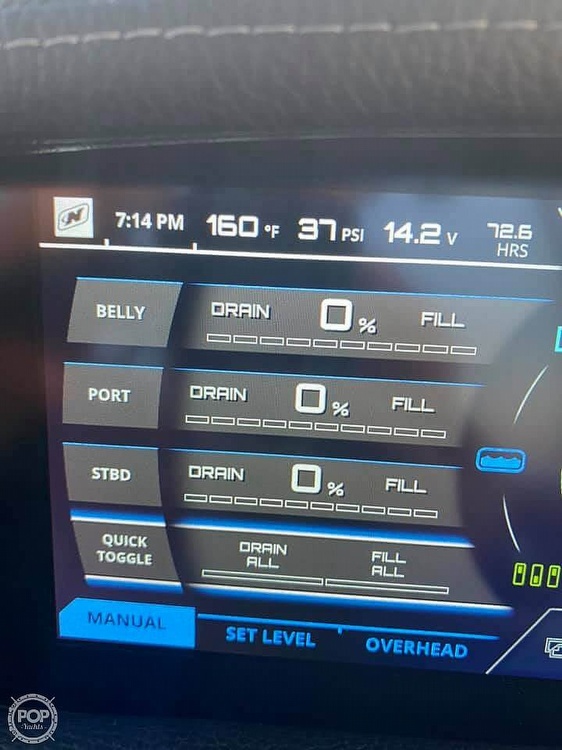 N
7:14 PM 160 °F 37 PSI 14.2 V 72.6 HRS
BELLY DRAIN 0 % FILL
PORT DRAIN 0 % FILL
STBD DRAIN 0 % FILL
QUICK TOGGLE DRAIN ALL FILL ALL
MANUAL SET LEVEL OVERHEAD
POP
Yachts